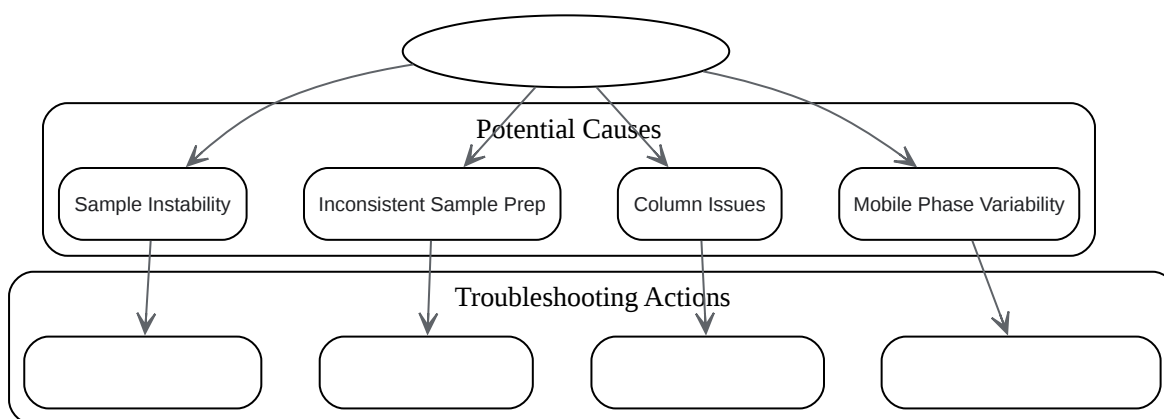 Potential Causes
Sample Instability
Inconsistent Sample Prep
Column Issues
Mobile Phase Variability
Troubleshooting Actions